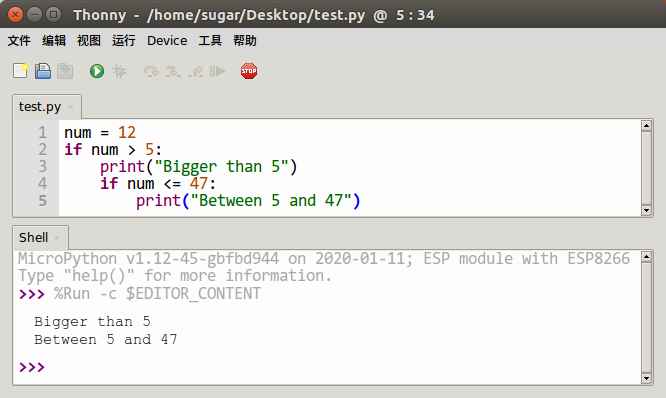 Thonny - /home/sugar/Desktop/test.py @ 5 : 34
文件 编辑 视图 运行 Device 工具 帮助
STOP
test.py ×
1 num = 12
2 if num > 5:
3     print("Bigger than 5")
4     if num <= 47:
5         print("Between 5 and 47")
Shell ×
MicroPython v1.12-45-gbfbd944 on 2020-01-11; ESP module with ESP8266
Type "help()" for more information.
>>> %Run -c $EDITOR_CONTENT
Bigger than 5
Between 5 and 47
>>>